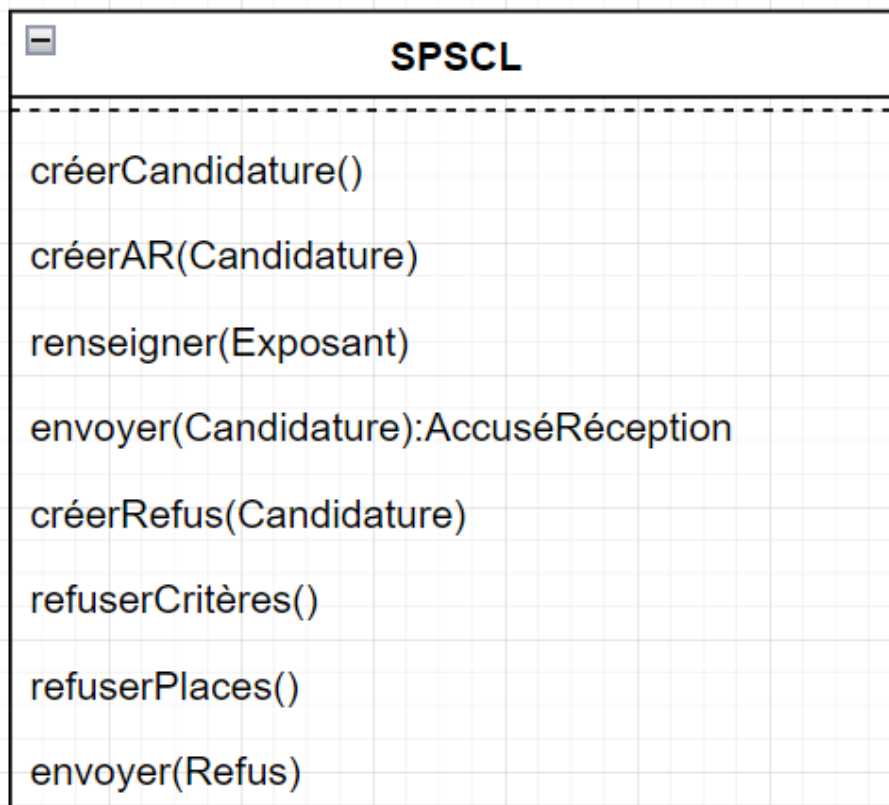 SPSCL
créerCandidature()
créerAR(Candidature)
renseigner(Exposant)
envoyer(Candidature):AccuséRéception
créerRefus(Candidature)
refuserCritères()
refuserPlaces()
envoyer(Refus)